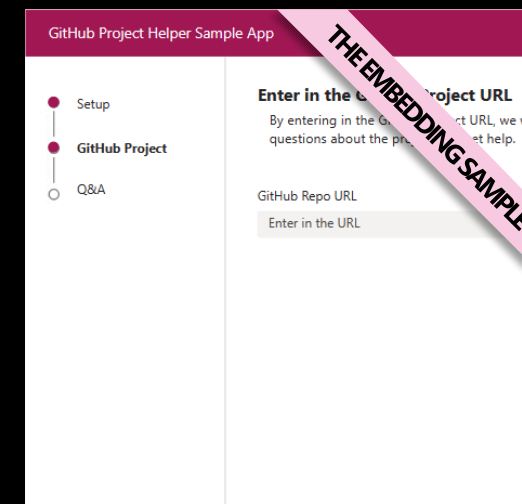 GitHub Project Helper Sample App
THE EMBEDDING SAMPLE
Setup
GitHub Project
Q&A
Enter in the G roject URL
By entering in the G ct URL, we
questions about the pr et help.
GitHub Repo URL
Enter in the URL